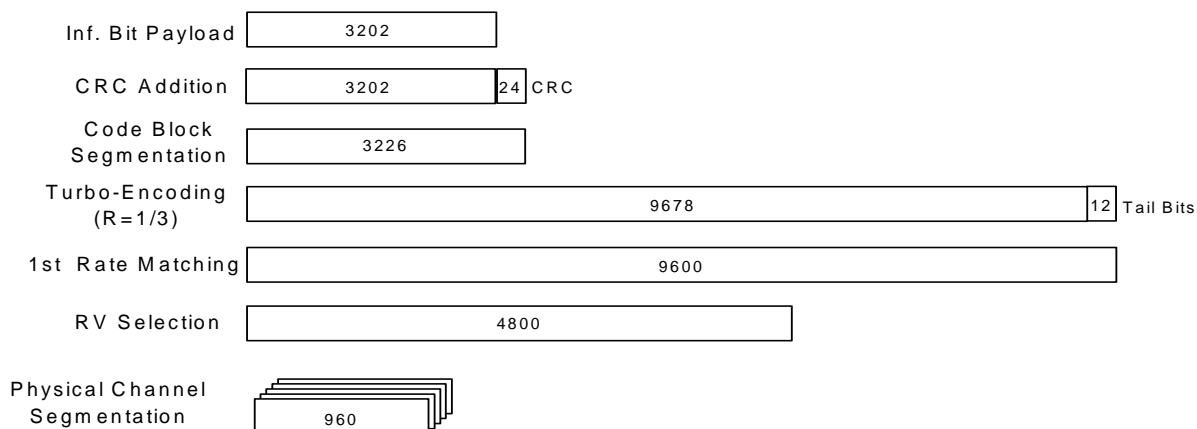 Inf. Bit Payload
3202
CRC Addition
3202
24
CRC
Code Block
Segmentation
3226
Turbo-Encoding
(R=1/3)
9678
12
Tail Bits
1st Rate Matching
9600
RV Selection
4800
Physical Channel
Segmentation
960